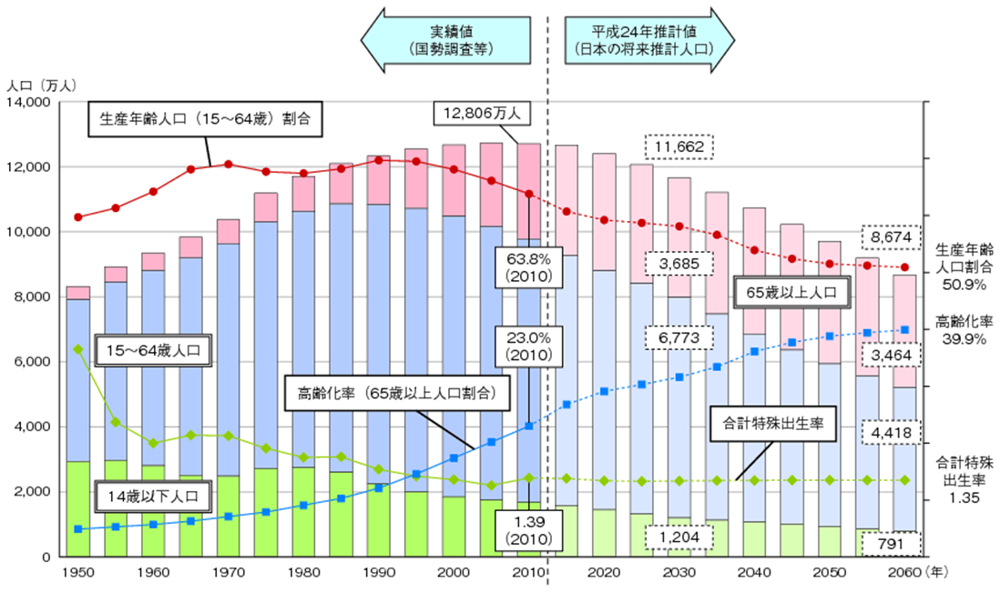 実績値
（国勢調査等）
平成24年推計値
（日本の将来推計人口）
人口（万人）
14,000
12,000
10,000
8,000
6,000
4,000
2,000
0
生産年齢人口（15～64歳）割合
12,806万人
11,662
3,685
6,773
1,204
8,674
3,464
4,418
791
63.8%
（2010）
23.0%
（2010）
1.39
（2010）
65歳以上人口
15～64歳人口
高齢化率（65歳以上人口割合）
合計特殊出生率
14歳以下人口
生産年齢
人口割合
50.9%
高齢化率
39.9%
合計特殊
出生率
1.35
1950 1960 1970 1980 1990 2000 2010 2020 2030 2040 2050 2060（年）